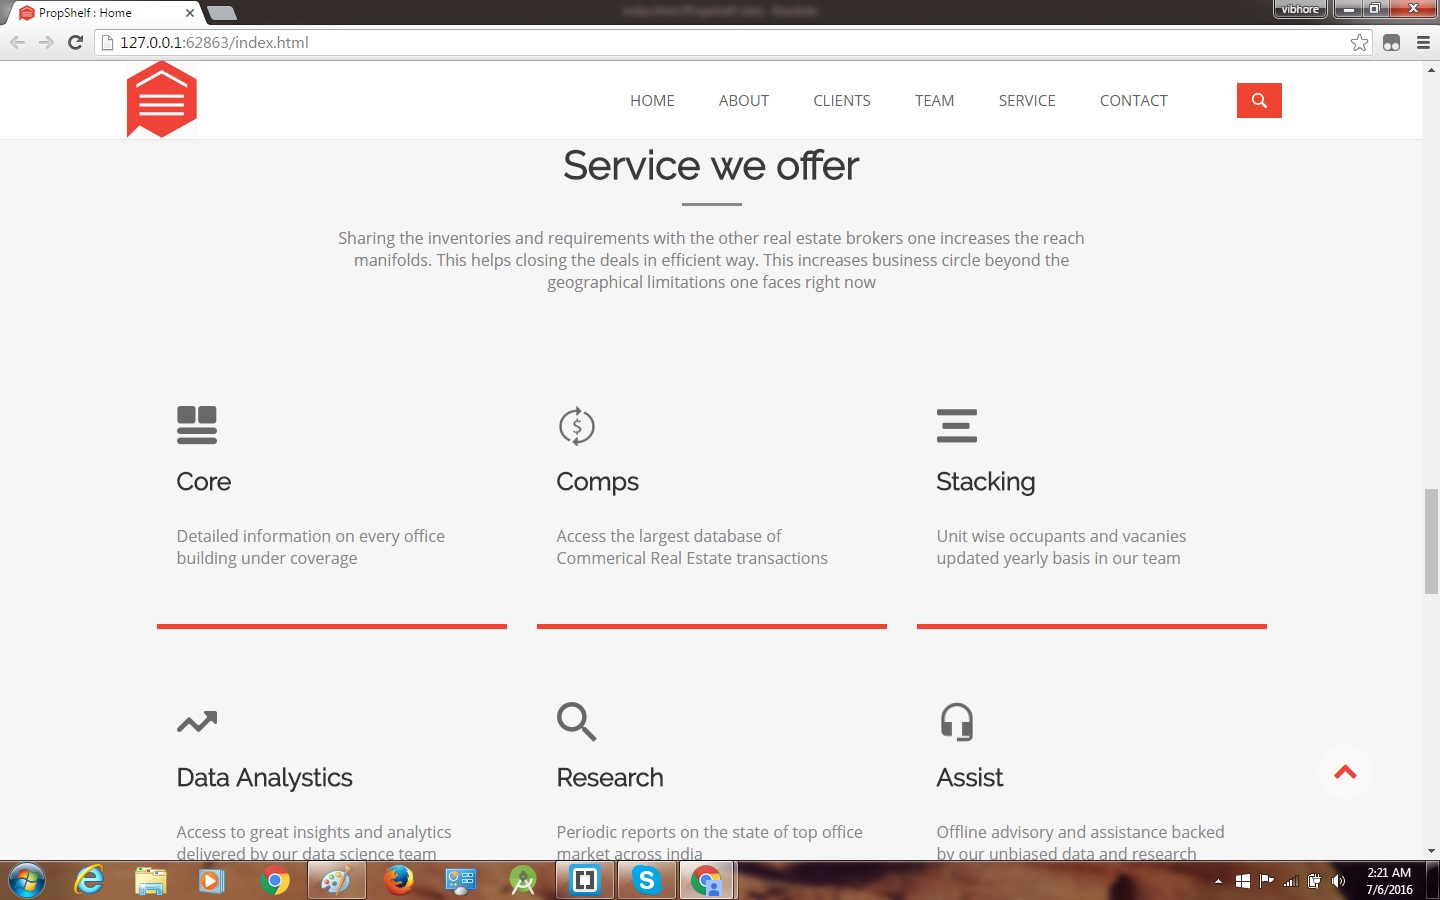 PropShelf : Home
vibhore
127.0.0.1:62863/index.html
HOME ABOUT CLIENTS TEAM SERVICE CONTACT
Service we offer
Sharing the inventories and requirements with the other real estate brokers one increases the reach
manifolds. This helps closing the deals in efficient way. This increases business circle beyond the
geographical limitations one faces right now
Core
Detailed information on every office
building under coverage
Comps
Access the largest database of
Commerical Real Estate transactions
Stacking
Unit wise occupants and vacanies
updated yearly basis in our team
Data Analystics
Access to great insights and analytics
delivered by our data science team
Research
Periodic reports on the state of top office
market across india
Assist
Offline advisory and assistance backed
by our unbiased data and research
2:21 AM
7/6/2016